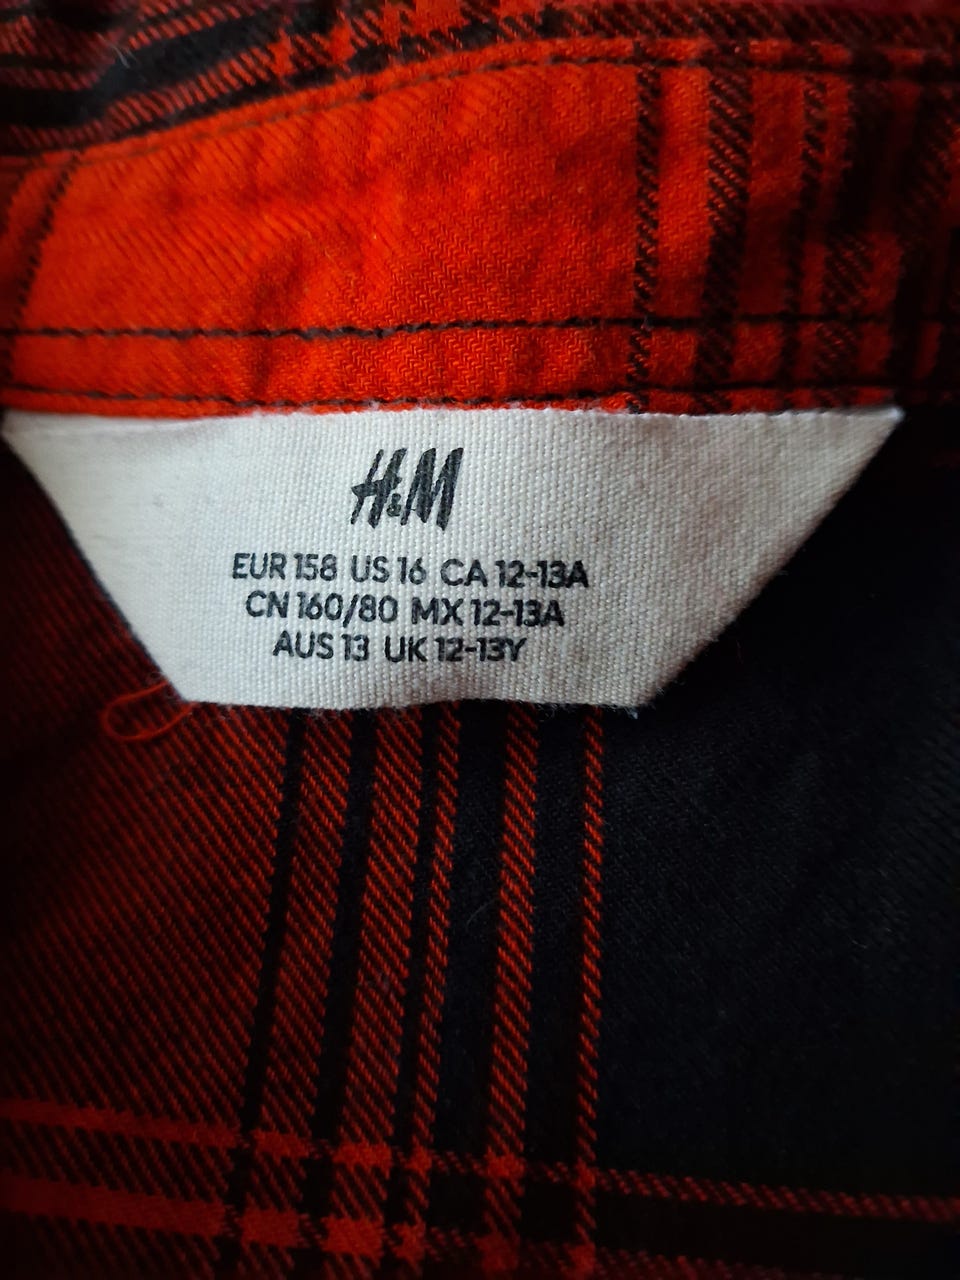 H&M
EUR 158 US 16 CA 12-13A
CN 160/80 MX 12-13A
AUS 13 UK 12-13Y